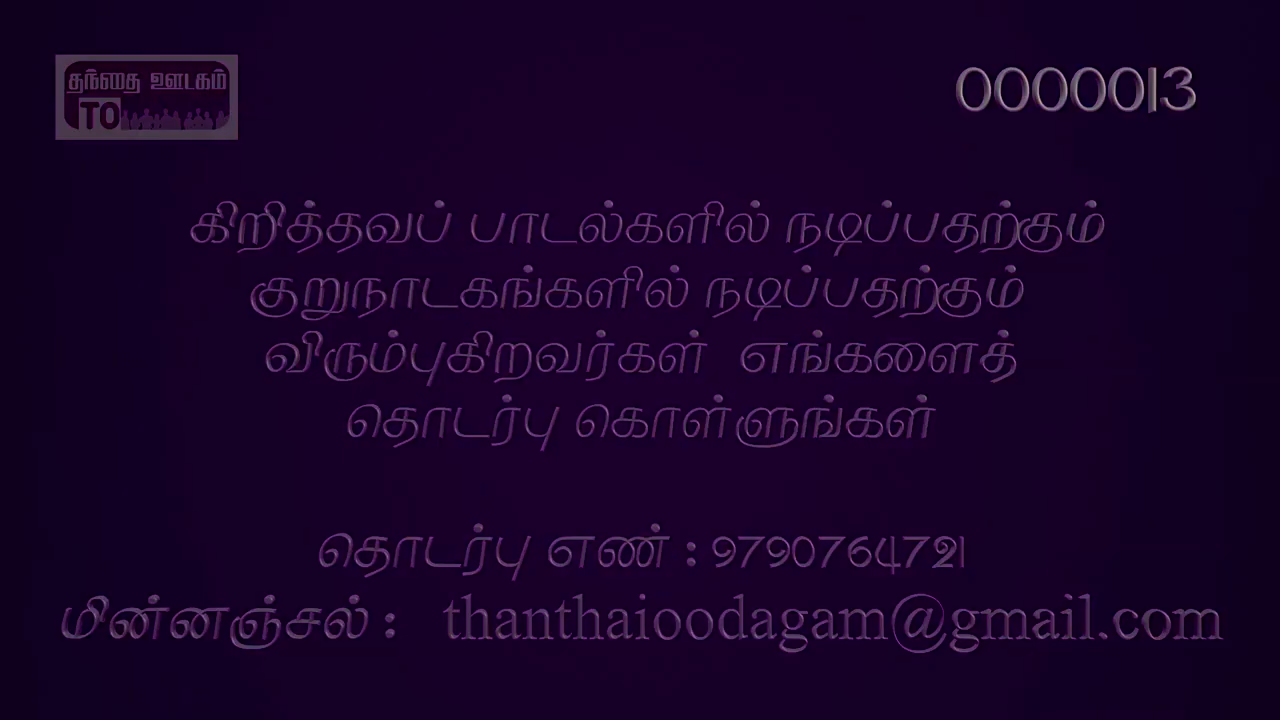 தந்தை ஊடகம்
TO
0000013
கிறித்தவப் பாடல்களில் நடிப்பதற்கும்
குறுநாடகங்களில் நடிப்பதற்கும்
விரும்புகிறவர்கள் எங்களைத்
தொடர்பு கொள்ளுங்கள்
தொடர்பு எண் : 9790764721
மின்னஞ்சல் : thanthaioodagam@gmail.com